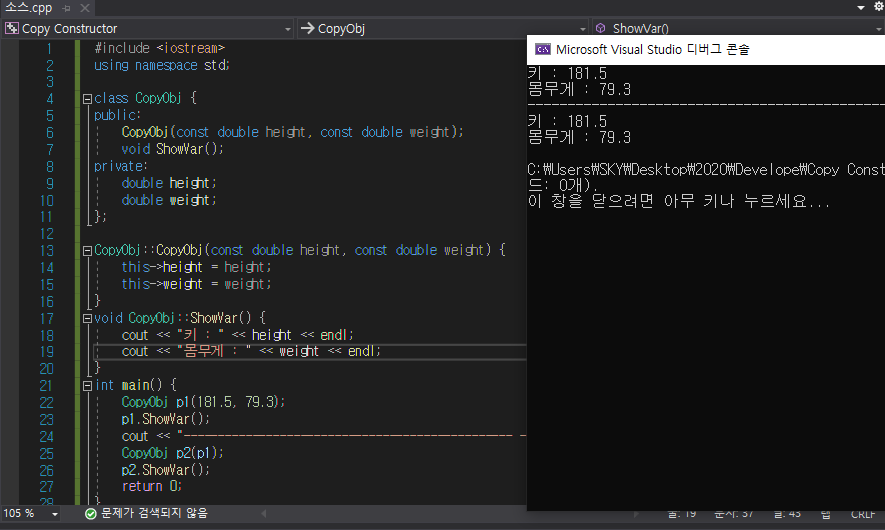 소스.cpp
Copy Constructor
CopyObj
ShowVar()
1 #include <iostream>
2 using namespace std;
3
4 class CopyObj {
5 public:
6 CopyObj(const double height, const double weight);
7 void ShowVar();
8 private:
9 double height;
10 double weight;
11 };
12
13 CopyObj::CopyObj(const double height, const double weight) {
14 this->height = height;
15 this->weight = weight;
16 }
17 void CopyObj::ShowVar() {
18 cout << "키 : " << height << endl;
19 cout << "몸무게 : " << weight << endl;
20 }
21 int main() {
22 CopyObj p1(181.5, 79.3);
23 p1.ShowVar();
24 cout << "------------------------------------------------ -
25 CopyObj p2(p1);
26 p2.ShowVar();
27 return 0;
28 }
105 %
문제가 검색되지 않음
줄: 19
문자: 37
열: 43
탭
CRLF
Microsoft Visual Studio 디버그 콘솔
키 : 181.5
몸무게 : 79.3
---------------------------------------------
키 : 181.5
몸무게 : 79.3
C:₩Users₩SKY₩Desktop₩2020₩Develope₩Copy Const
드: 0개).
이 창을 닫으려면 아무 키나 누르세요...